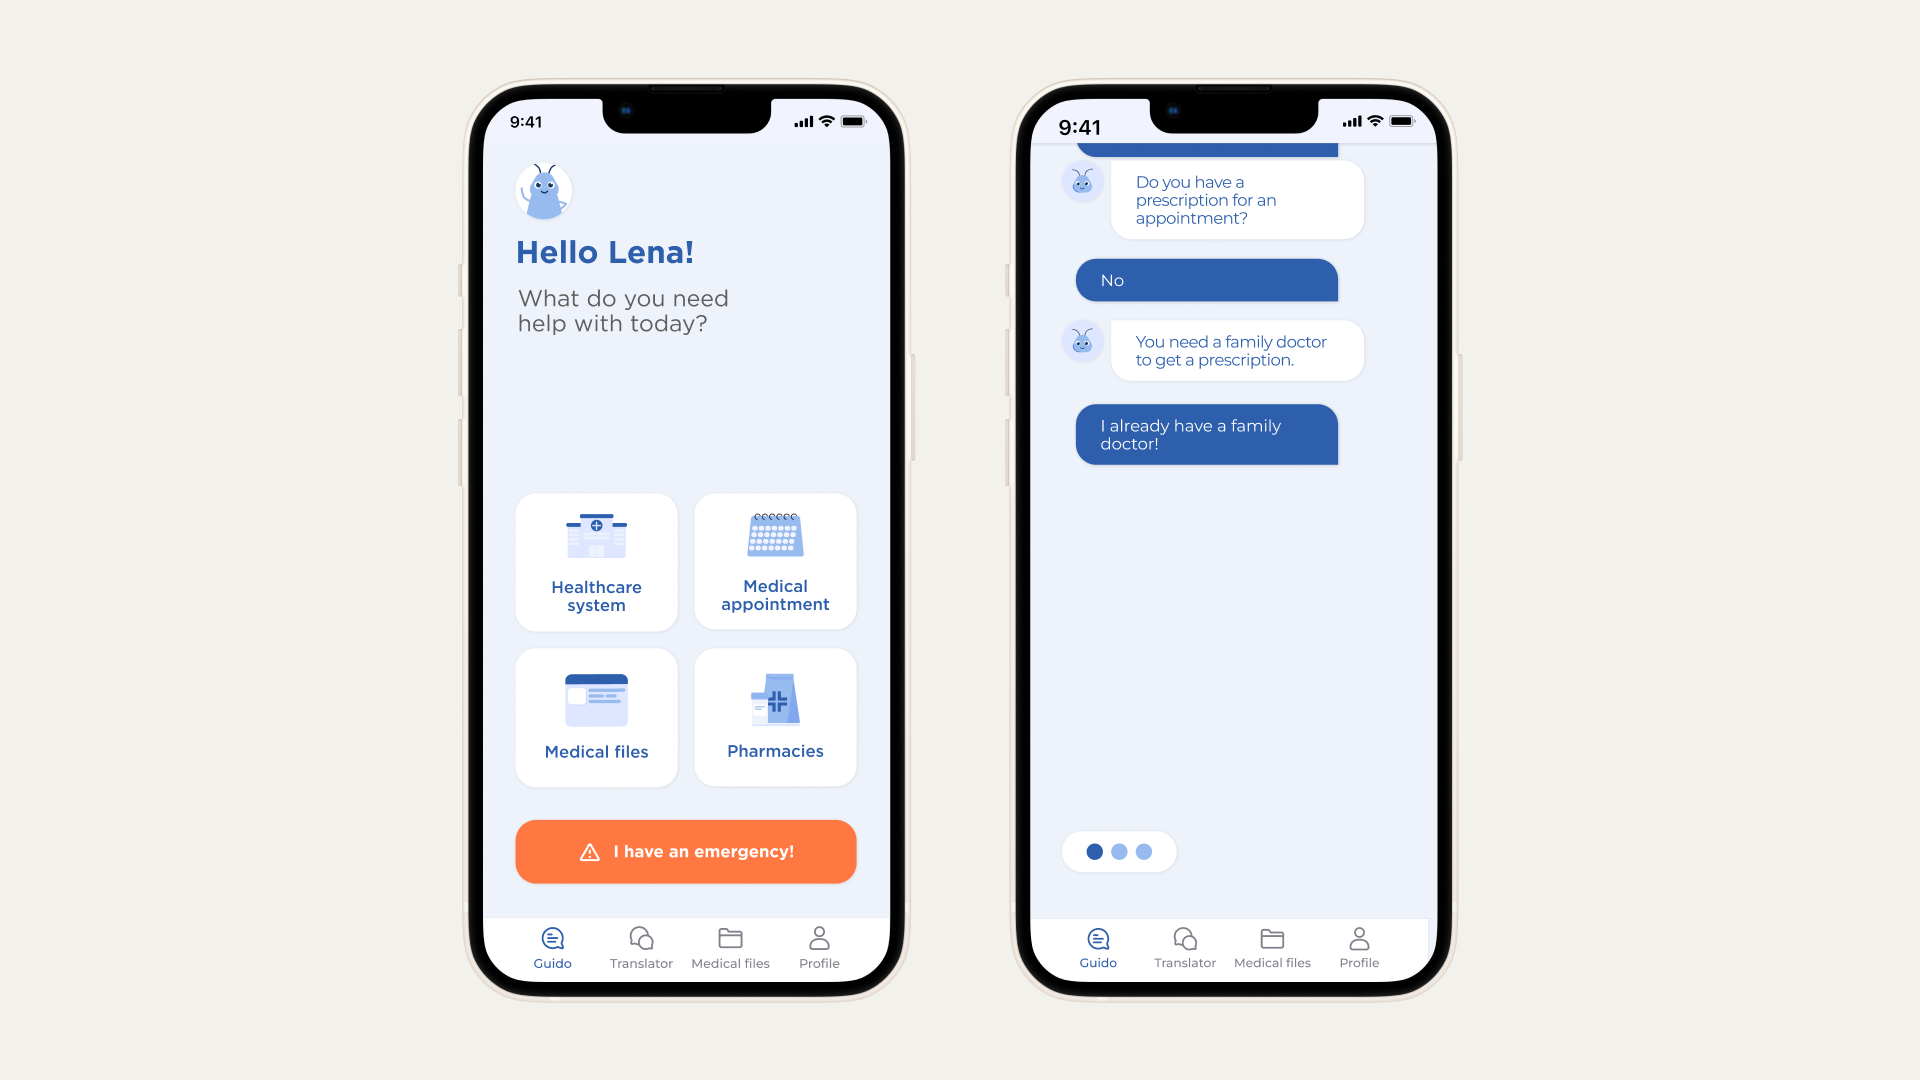 9:41
Hello Lena!
What do you need
help with today?
Healthcare
system
Medical
appointment
Medical files
Pharmacies
I have an emergency!
Guido
Translator
Medical files
Profile
9:41
Do you have a
prescription for an
appointment?
No
You need a family doctor
to get a prescription.
I already have a family
doctor!
Guido
Translator
Medical files
Profile